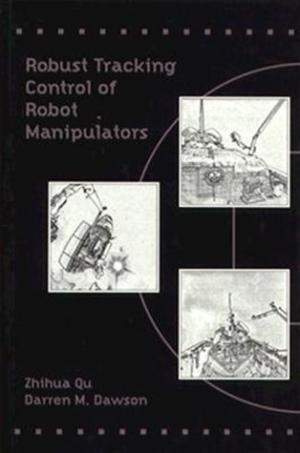 Robust Tracking
Control of
Robot
Manipulators
Zhihua Qu
Darren M. Dawson